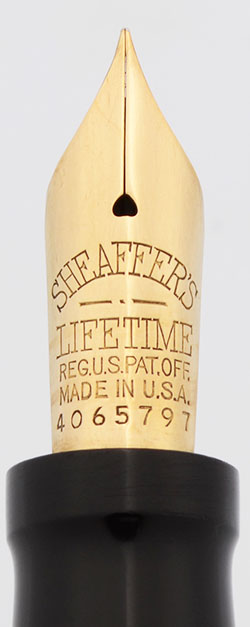 SHEAFFER'S
LIFETIME
REG.U.S.PAT.OFF.
MADE IN U.S.A.
4065797